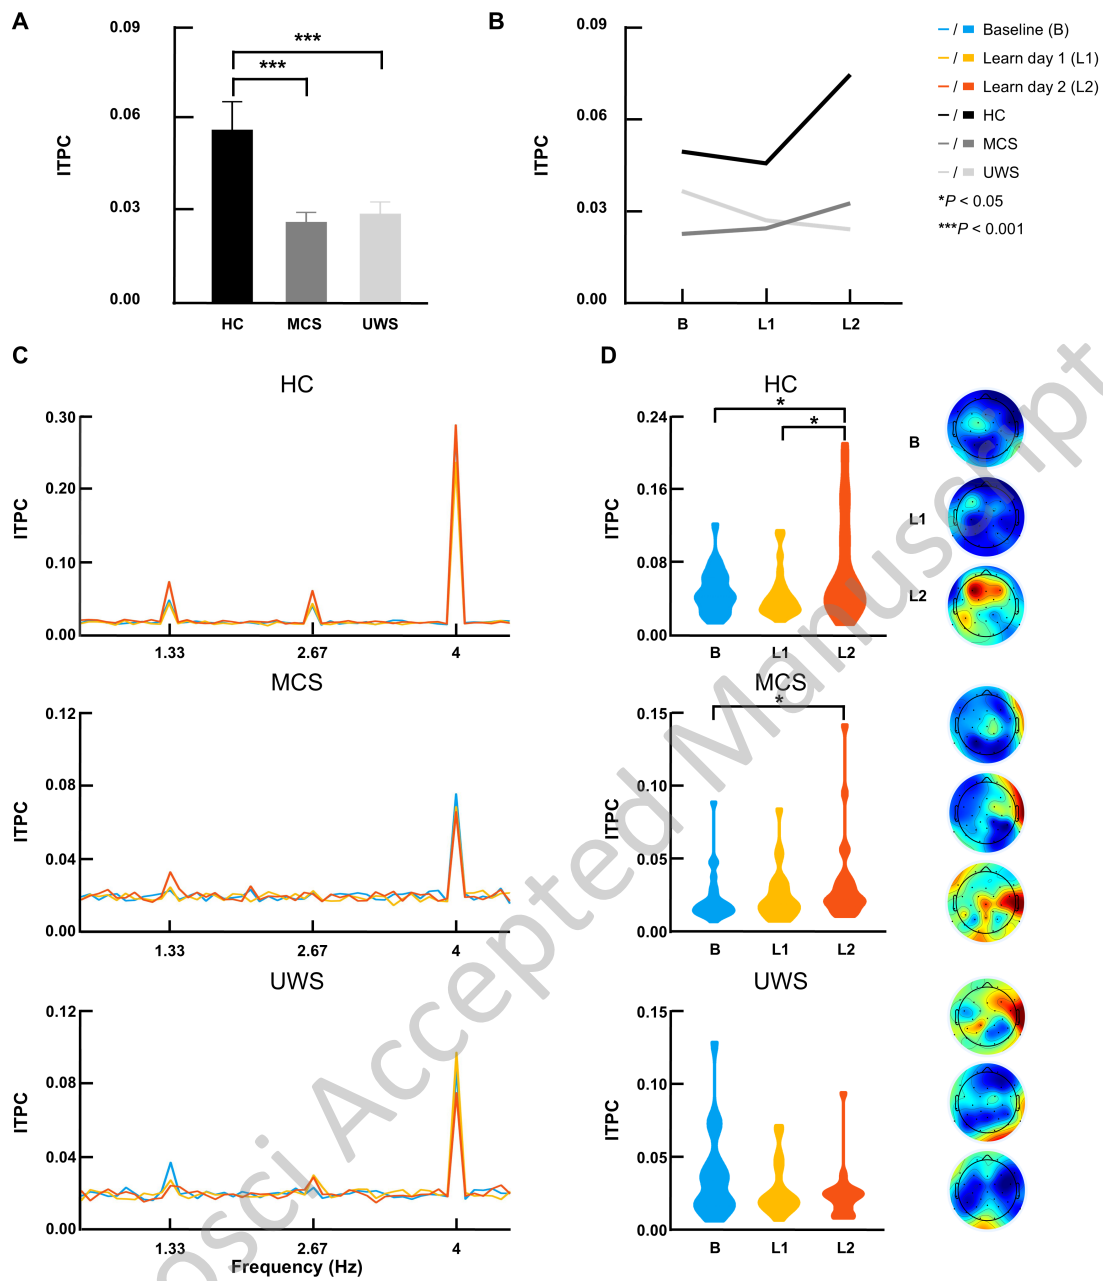 A
0.09
0.06
0.03
0.00
ITPC
***
***
HC MCS UWS
B
0.09
0.06
0.03
0.00
ITPC
B L1 L2
/ Baseline (B)
/ Learn day 1 (L1)
/ Learn day 2 (L2)
/ HC
/ MCS
/ UWS
*P < 0.05
***P < 0.001
C
HC
0.30
0.20
0.10
0.00
ITPC
1.33 2.67 4
MCS
0.12
0.08
0.04
0.00
ITPC
1.33 2.67 4
UWS
0.12
0.08
0.04
0.00
ITPC
1.33 2.67 4
Frequency (Hz)
D
HC
0.24
0.16
0.08
0.00
ITPC
*
*
B L1 L2
B
L1
L2
MCS
0.15
0.10
0.05
0.00
ITPC
*
B L1 L2
UWS
0.15
0.10
0.05
0.00
ITPC
B L1 L2
osci Accepted Manuscript